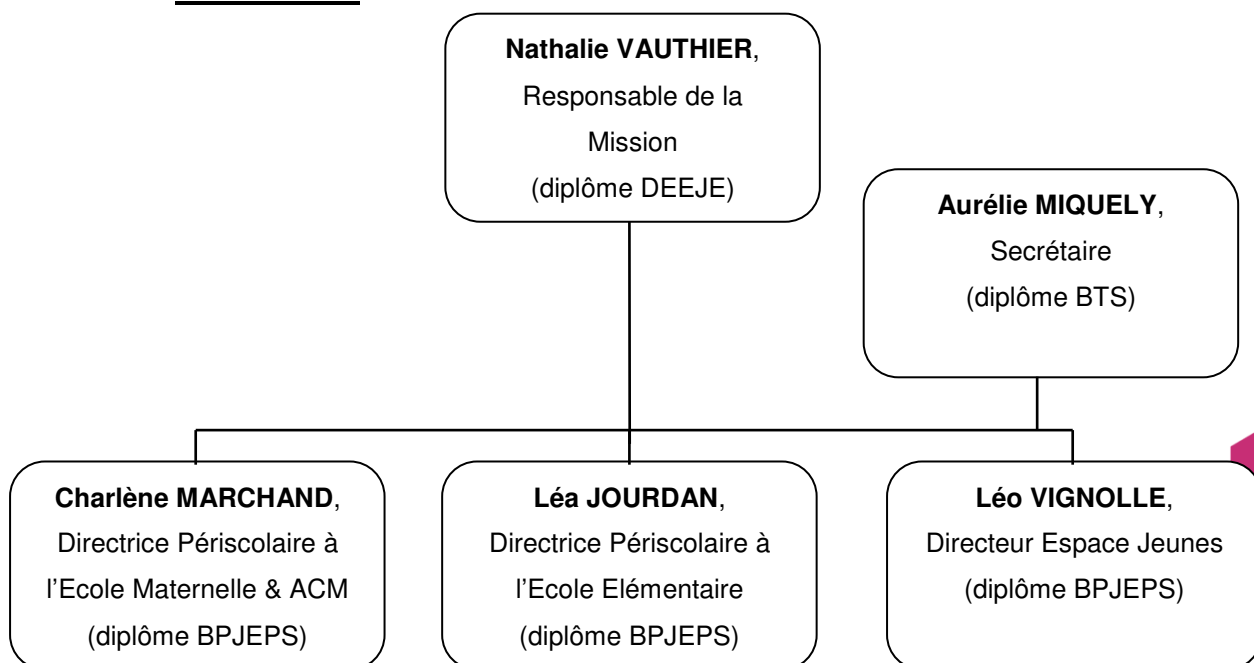 Nathalie VAUTHIER,
Responsable de la
Mission
(diplôme DEEJE)
Aurélie MIQUELY,
Secrétaire
(diplôme BTS)
Charlène MARCHAND,
Directrice Périscolaire à
l'Ecole Maternelle & ACM
(diplôme BPJEPS)
Léa JOURDAN,
Directrice Périscolaire à
l'Ecole Elémentaire
(diplôme BPJEPS)
Léo VIGNOLLE,
Directeur Espace Jeunes
(diplôme BPJEPS)